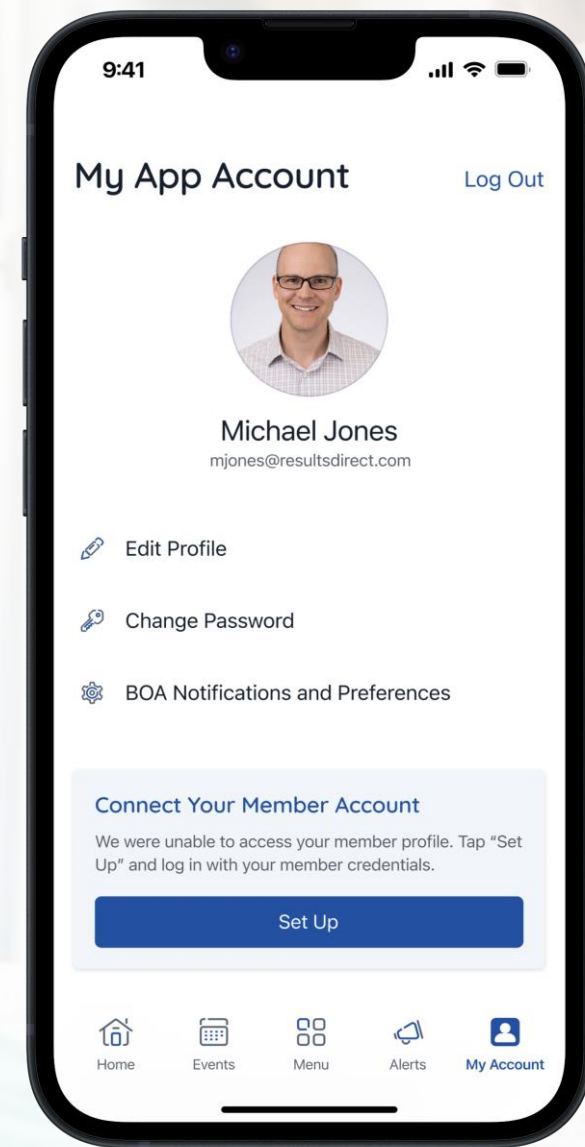 9:41
My App Account
Log Out
Michael Jones
mjones@resultsdirect.com
Edit Profile
Change Password
BOA Notifications and Preferences
Connect Your Member Account
We were unable to access your member profile. Tap “Set
Up” and log in with your member credentials.
Set Up
Home
Events
Menu
Alerts
My Account